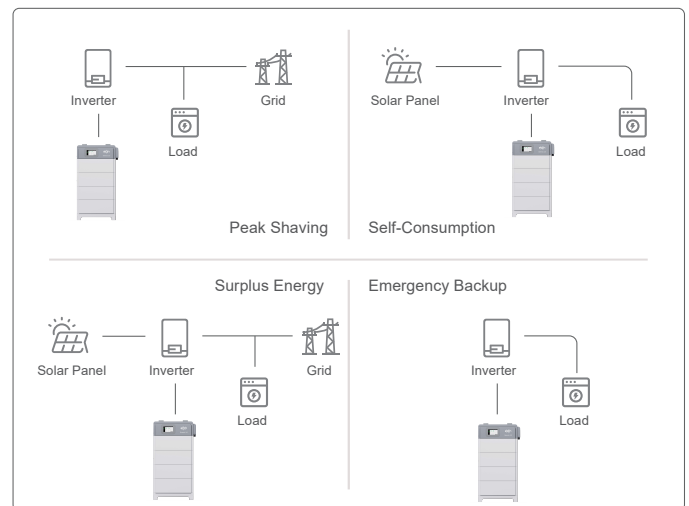 Inverter
Grid
Load
Peak Shaving
Solar Panel
Inverter
Load
Self-Consumption
Surplus Energy
Solar Panel
Inverter
Grid
Load
Emergency Backup
Inverter
Load